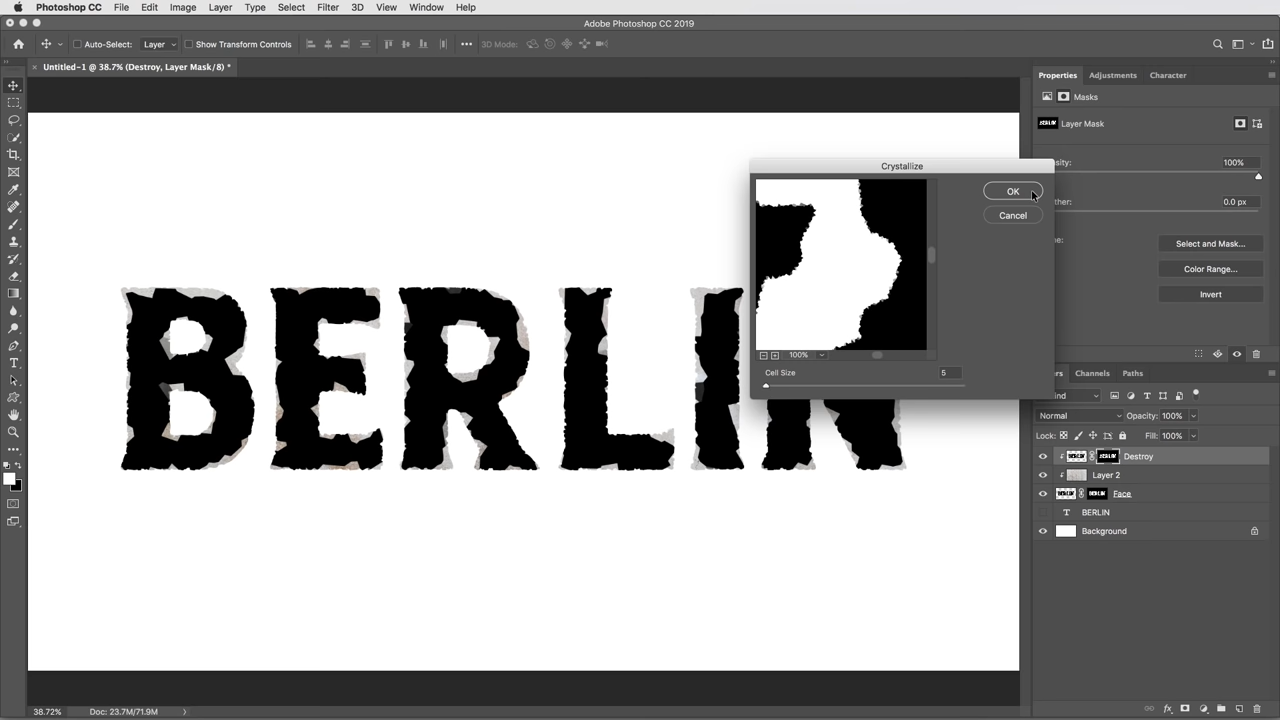 Photoshop CC File Edit Image Layer Type Select Filter 3D View Window Help
Adobe Photoshop CC 2019
Auto-Select: Layer Show Transform Controls 3D Mode:
Untitled-1 @ 38.7% (Destroy, Layer Mask/8) *
Properties Adjustments Character
Masks
Layer Mask
Crystallize
OK
Cancel
100%
Cell Size 5
100%
0.0 px
Select and Mask...
Color Range...
Invert
BERLIN
Channels Paths
Normal Opacity: 100%
Lock: Fill: 100%
Destroy
Layer 2
Face
T BERLIN
Background
38.72% Doc: 23.7M/71.9M